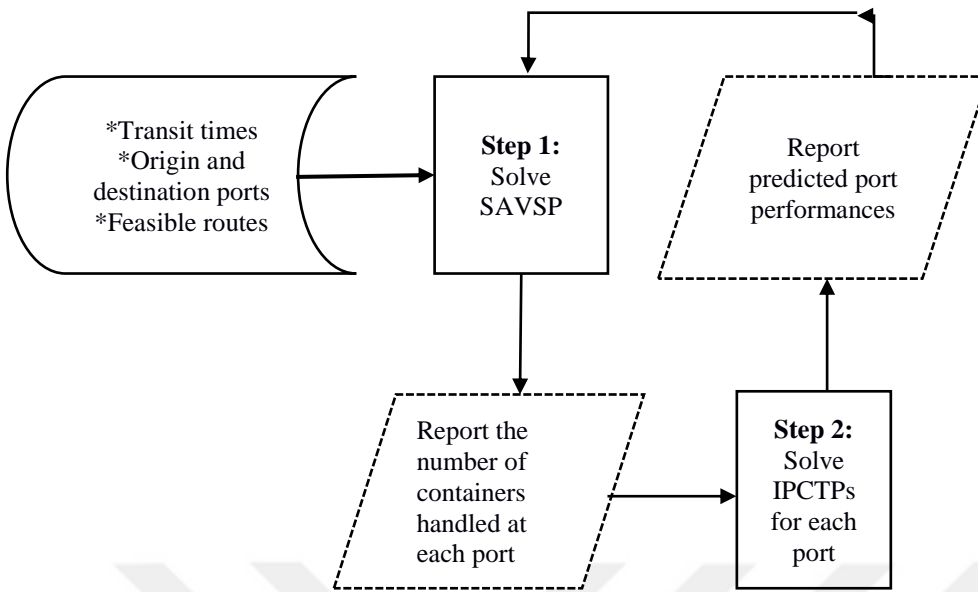 *Transit times
*Origin and
destination ports
*Feasible routes
Step 1:
Solve
SAVSP
Report
predicted port
performances
Report the
number of
containers
handled at
each port
Step 2:
Solve
IPCTPs
for each
port